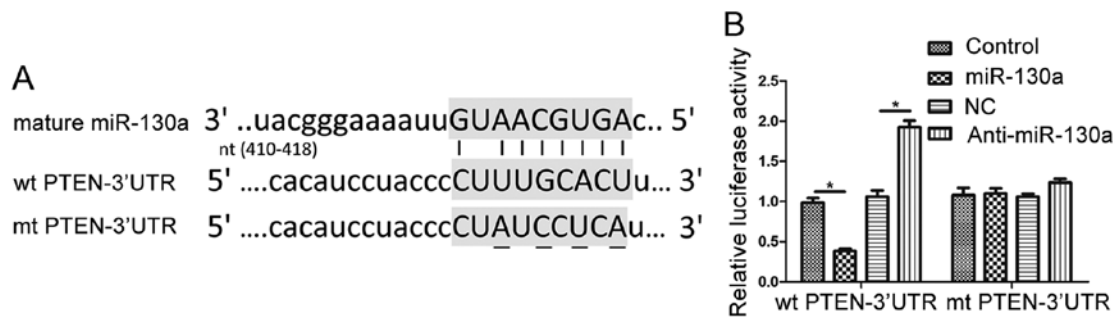 A
mature miR-130a 3' ..uacgggaaaauuGUAACGUGAc.. 5'
nt (410-418)
wt PTEN-3'UTR 5' ....cacauccuacccCUUUGCACUu... 3'
mt PTEN-3'UTR 5' ....cacauccuacccCUAUCCUCAu... 3'
B
Control
miR-130a
NC
Anti-miR-130a
Relative luciferase activity
2.5
2.0
1.5
1.0
0.5
0.0
*
*
wt PTEN-3'UTR mt PTEN-3'UTR